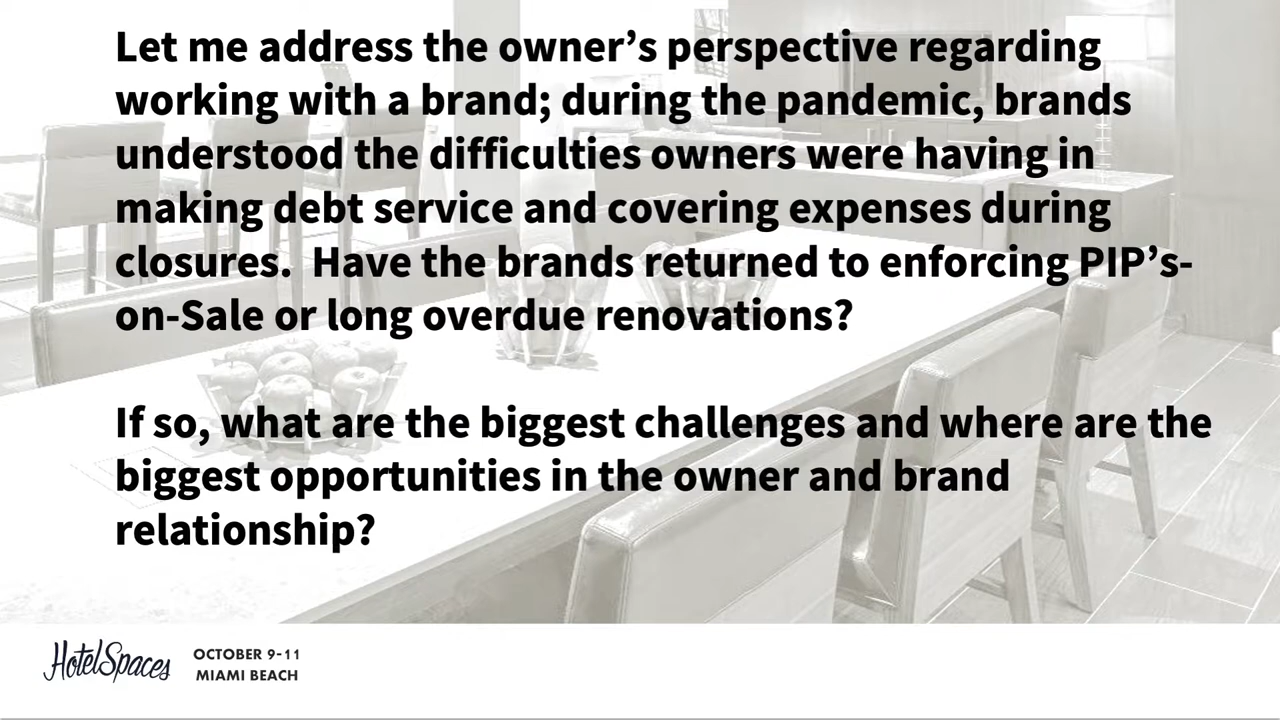 Let me address the owner’s perspective regarding
working with a brand; during the pandemic, brands
understood the difficulties owners were having in
making debt service and covering expenses during
closures.  Have the brands returned to enforcing PIP’s-
on-Sale or long overdue renovations?
If so, what are the biggest challenges and where are the
biggest opportunities in the owner and brand
relationship?
HotelSpaces
OCTOBER 9-11
MIAMI BEACH